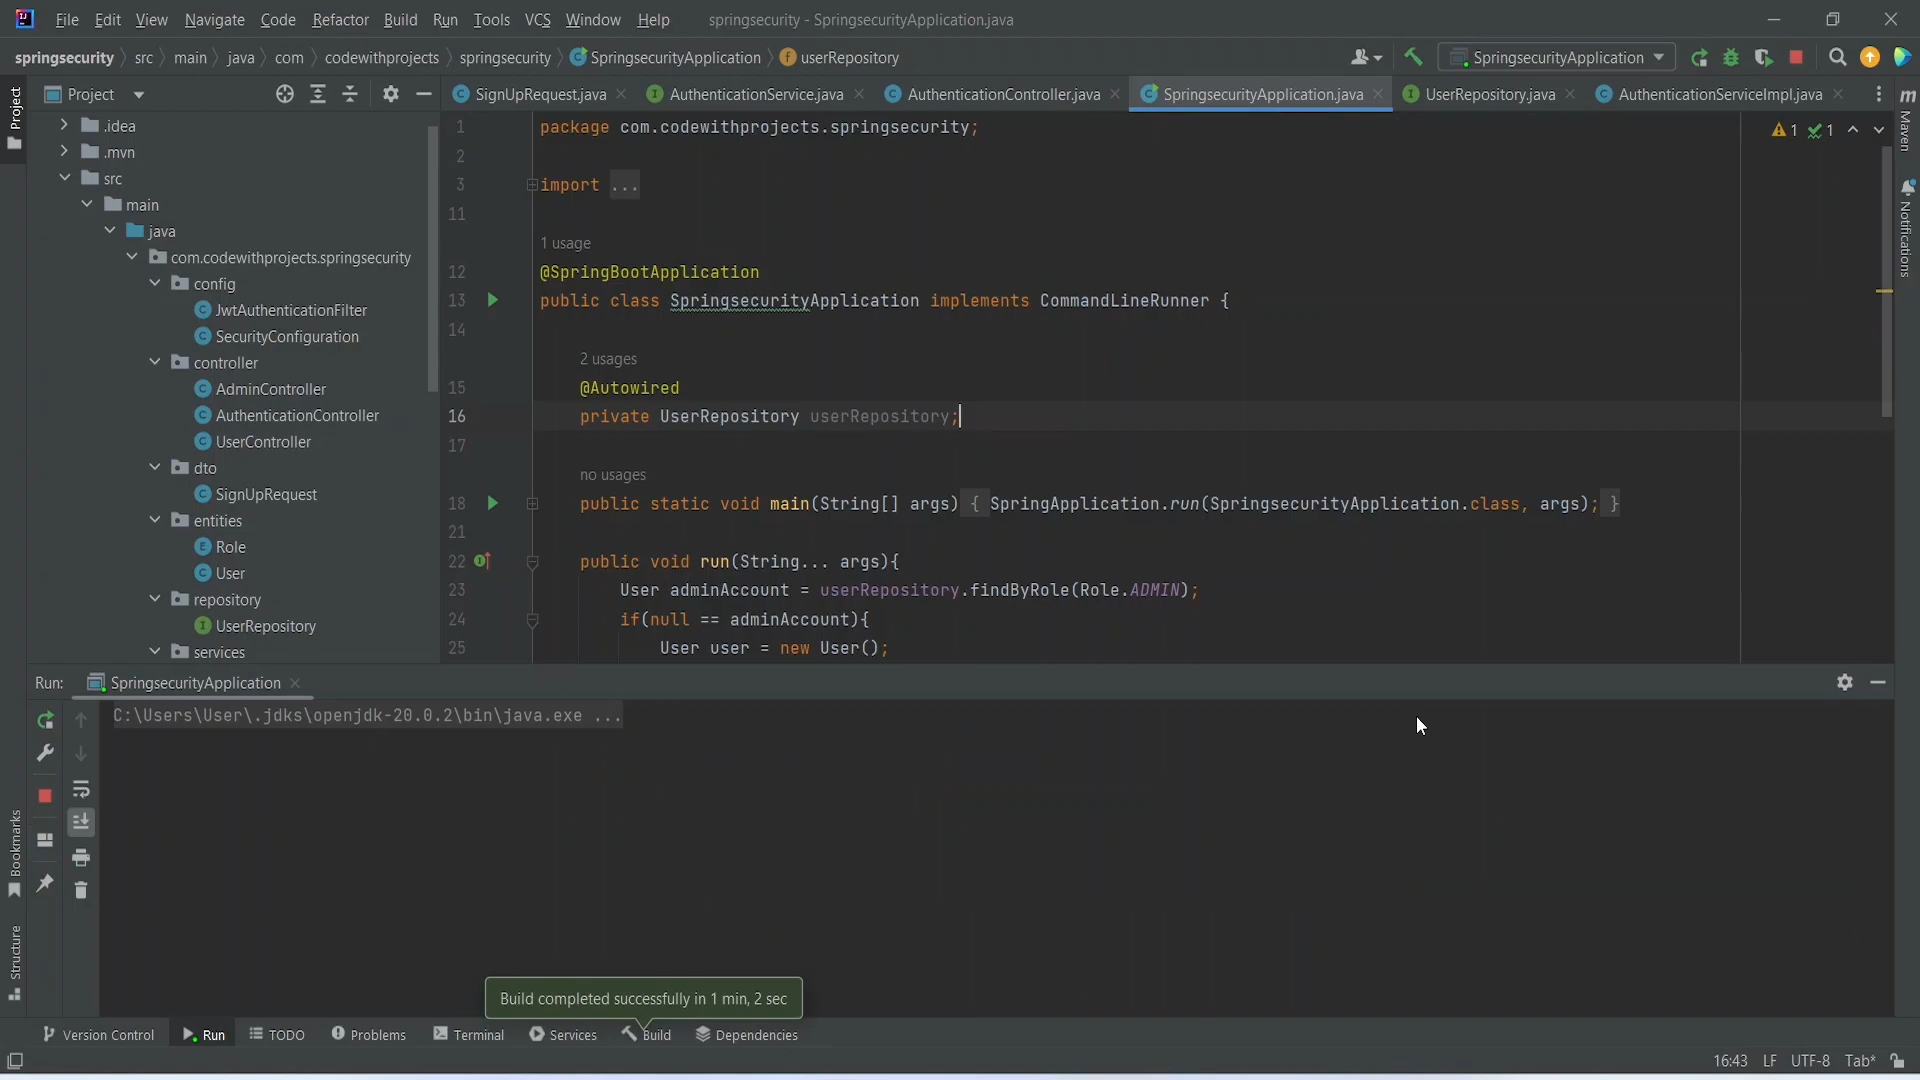 File Edit View Navigate Code Refactor Build Run Tools VCS Window Help springsecurity - SpringsecurityApplication.java
springsecurity src main java com codewithprojects springsecurity SpringsecurityApplication userRepository
SpringsecurityApplication
Project
SignUpRequest.java AuthenticationService.java AuthenticationController.java SpringsecurityApplication.java UserRepository.java AuthenticationServiceImpl.java
Project
Maven
Notifications
Bookmarks
Structure
.idea
.mvn
src
main
java
com.codewithprojects.springsecurity
config
JwtAuthenticationFilter
SecurityConfiguration
controller
AdminController
AuthenticationController
UserController
dto
SignUpRequest
entities
Role
User
repository
UserRepository
services
1 package com.codewithprojects.springsecurity; 1 1
2
3 import ...
11
1 usage
12 @SpringBootApplication
13 public class SpringsecurityApplication implements CommandLineRunner {
14
2 usages
15 @Autowired
16 private UserRepository userRepository;
17
no usages
18 public static void main(String[] args) { SpringApplication.run(SpringsecurityApplication.class, args); }
21
22 public void run(String... args){
23 User adminAccount = userRepository.findByRole(Role.ADMIN);
24 if(null == adminAccount){
25 User user = new User();
Run: SpringsecurityApplication
C:\Users\User\.jdks\openjdk-20.0.2\bin\java.exe ...
Build completed successfully in 1 min, 2 sec
Version Control Run TODO Problems Terminal Services Build Dependencies
16:43 LF UTF-8 Tab*